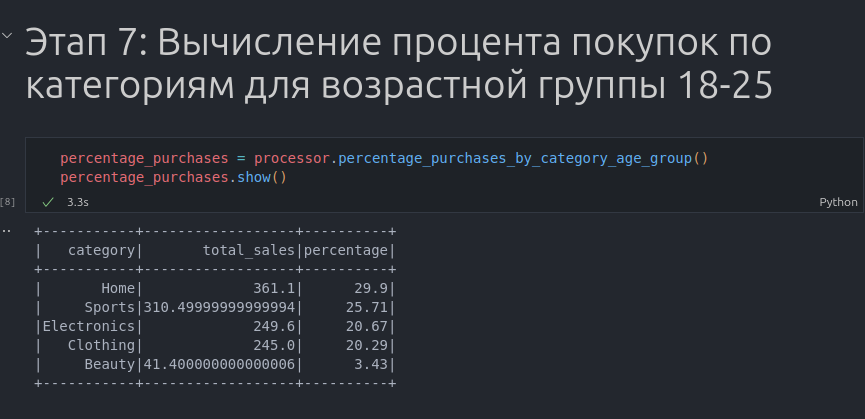 Этап 7: Вычисление процента покупок по
категориям для возрастной группы 18-25
percentage_purchases = processor.percentage_purchases_by_category_age_group()
percentage_purchases.show()
[8] 3.3s Python
+-----------+------------------+----------+
|   category|       total_sales|percentage|
+-----------+------------------+----------+
|       Home|             361.1|      29.9|
|     Sports|310.49999999999994|     25.71|
|Electronics|             249.6|     20.67|
|   Clothing|             245.0|     20.29|
|     Beauty|41.400000000000006|      3.43|
+-----------+------------------+----------+